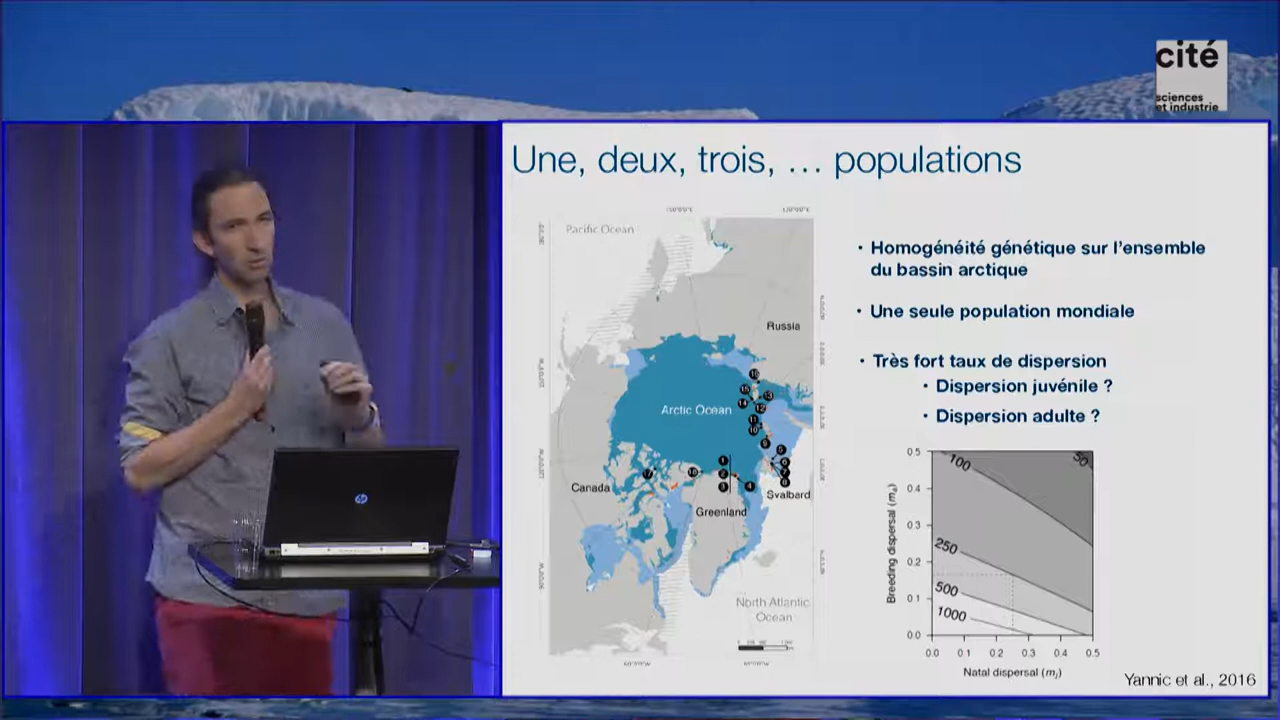 cité
sciences
et industrie
Une, deux, trois, … populations
Pacific Ocean
Russia
Arctic Ocean
Canada
Svalbard
Greenland
North Atlantic
Ocean
• Homogénéité génétique sur l'ensemble
du bassin arctique
• Une seule population mondiale
• Très fort taux de dispersion
• Dispersion juvénile ?
• Dispersion adulte ?
Breeding dispersal (m
0.5
0.4
0.3
0.2
0.1
0.0
100
50
250
500
1000
0.0 0.1 0.2 0.3 0.4 0.5
Natal dispersal (mj)
Yannic et al., 2016
hp